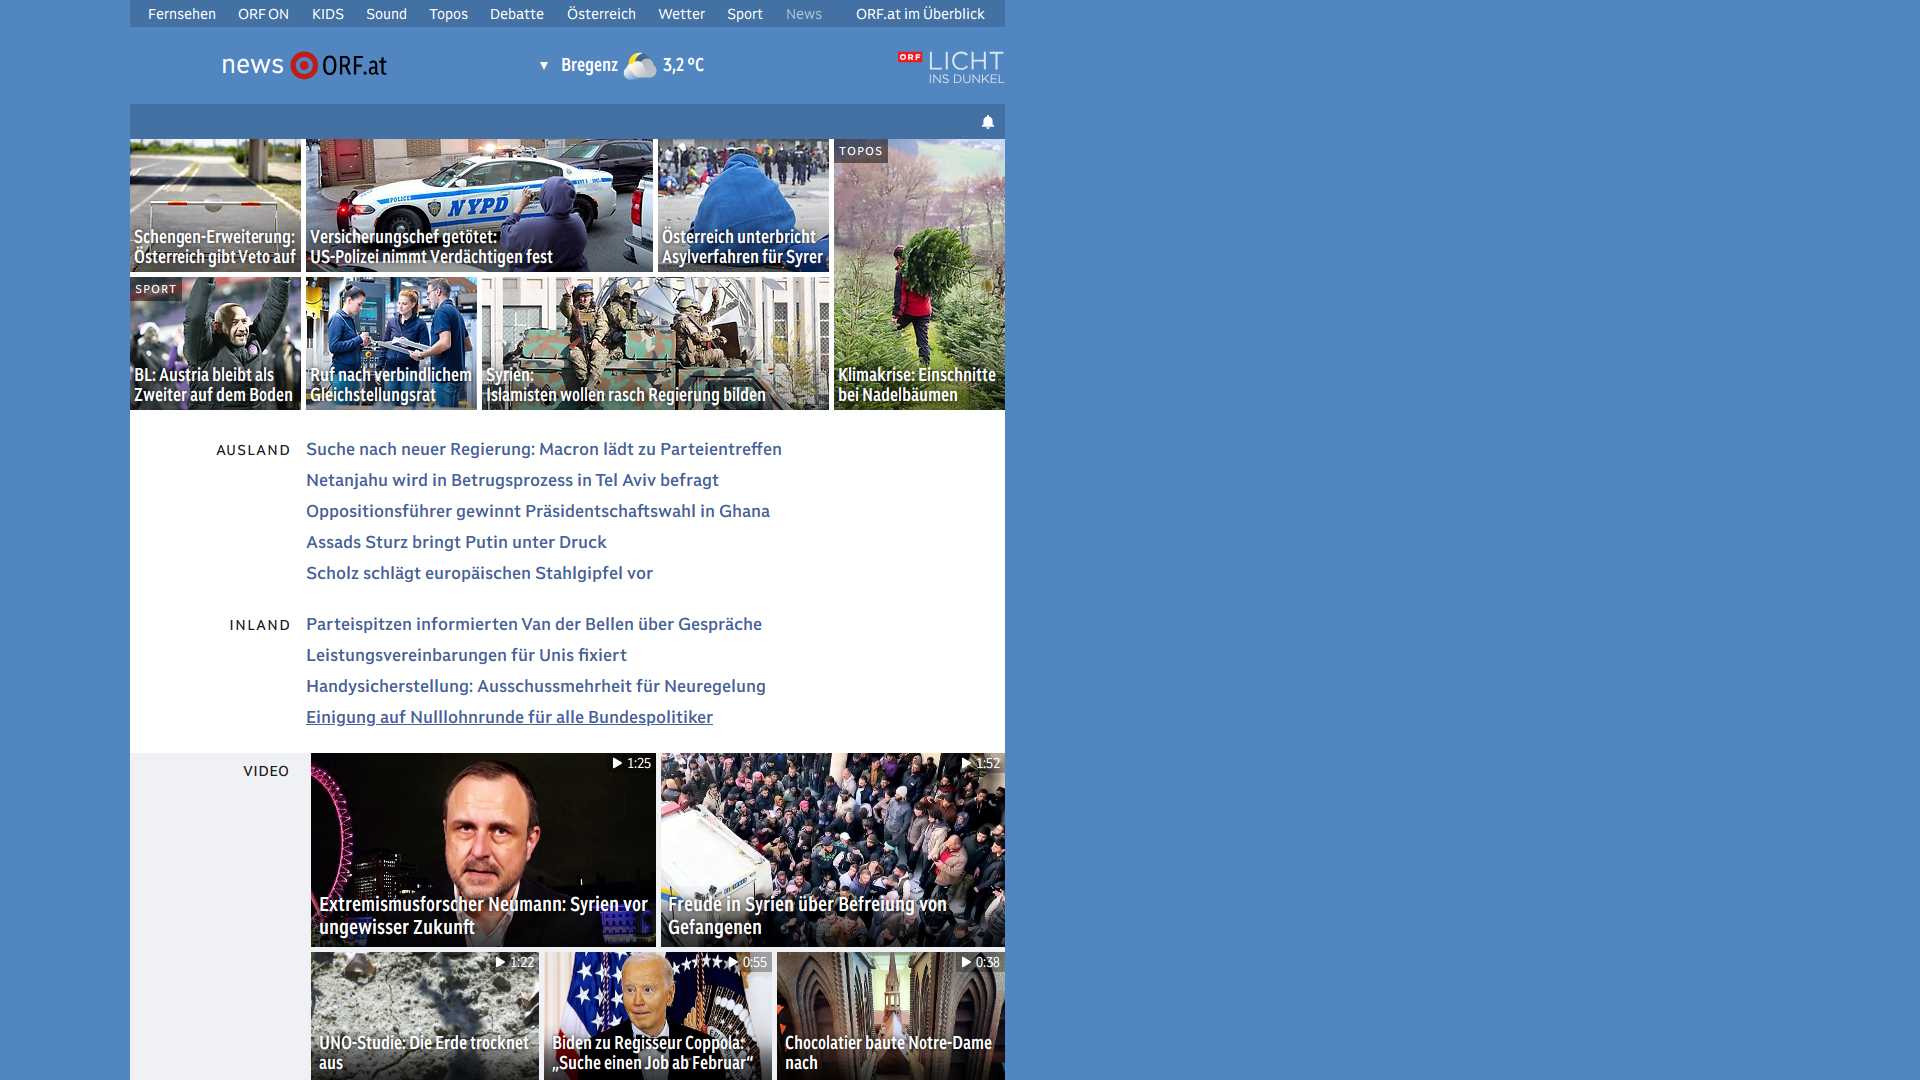 Fernsehen ORF ON KIDS Sound Topos Debatte Österreich Wetter Sport News ORF.at im Überblick
news ORF.at
▼ Bregenz 3,2 °C
ORF LICHT
INS DUNKEL
Schengen-Erweiterung:
Österreich gibt Veto auf
POLICE
NYPD
Versicherungschef getötet:
US-Polizei nimmt Verdächtigen fest
Österreich unterbricht
Asylverfahren für Syrer
TOPOS
Klimakrise: Einschnitte
bei Nadelbäumen
SPORT
BL: Austria bleibt als
Zweiter auf dem Boden
Ruf nach verbindlichem
Gleichstellungsrat
Syrien:
Islamisten wollen rasch Regierung bilden
AUSLAND
Suche nach neuer Regierung: Macron lädt zu Parteientreffen
Netanjahu wird in Betrugsprozess in Tel Aviv befragt
Oppositionsführer gewinnt Präsidentschaftswahl in Ghana
Assads Sturz bringt Putin unter Druck
Scholz schlägt europäischen Stahlgipfel vor
INLAND
Parteispitzen informierten Van der Bellen über Gespräche
Leistungsvereinbarungen für Unis fixiert
Handysicherstellung: Ausschussmehrheit für Neuregelung
Einigung auf Nulllohnrunde für alle Bundespolitiker
VIDEO
1:25
Extremismusforscher Neumann: Syrien vor
ungewisser Zukunft
1:52
Freude in Syrien über Befreiung von
Gefangenen
1:22
UNO-Studie: Die Erde trocknet
aus
0:55
Biden zu Regisseur Coppola:
„Suche einen Job ab Februar“
0:38
Chocolatier baute Notre-Dame
nach